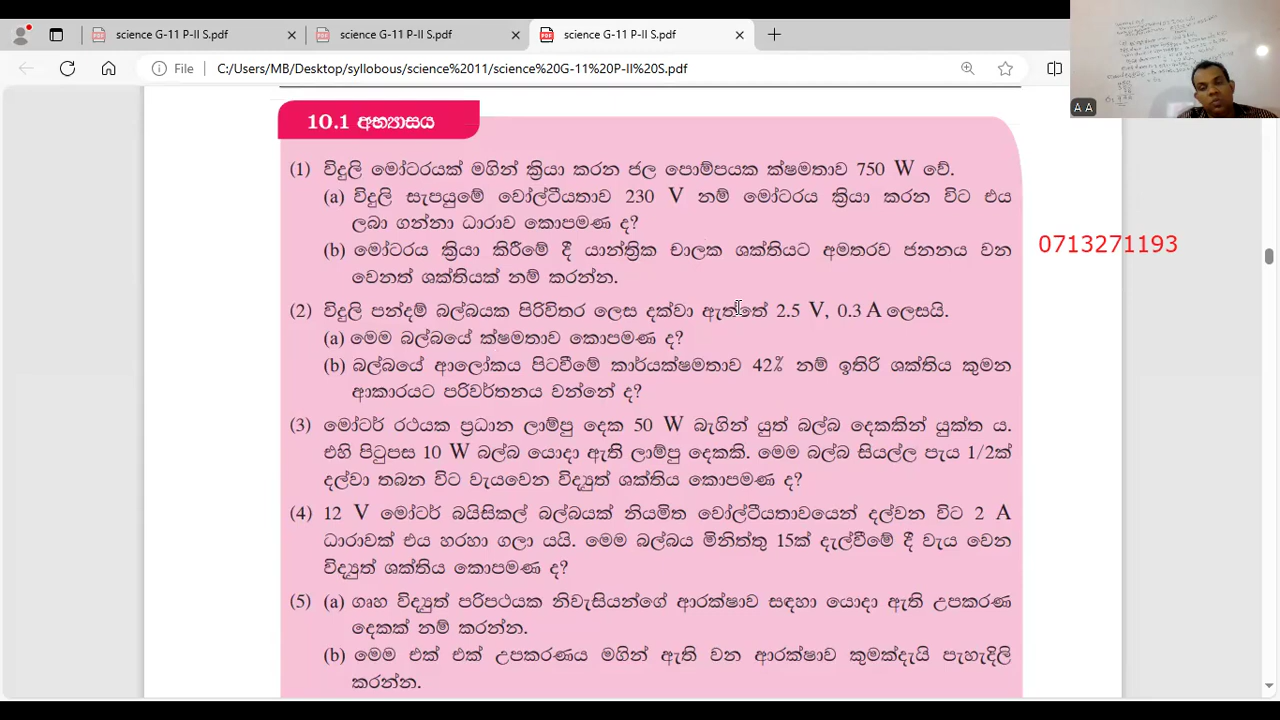 science G-11 P-II S.pdf
science G-11 P-II S.pdf
science G-11 P-II S.pdf
File
C:/Users/MB/Desktop/syllobous/science%2011/science%20G-11%20P-II%20S.pdf
A A
10.1 අභ්‍යාසය
(1) විදුලි මෝටරයක් මගින් ක්‍රියා කරන ජල පොම්පයක ක්ෂමතාව 750 W වේ.
(a) විදුලි සැපයුමේ වෝල්ටීයතාව 230 V නම් මෝටරය ක්‍රියා කරන විට එය
ලබා ගන්නා ධාරාව කොපමණ ද?
(b) මෝටරය ක්‍රියා කිරීමේ දී යාන්ත්‍රික චාලක ශක්තියට අමතරව ජනනය වන
වෙනත් ශක්තියක් නම් කරන්න.
0713271193
(2) විදුලි පන්දම් බල්බයක පිරිවිතර ලෙස දක්වා ඇත්තේ 2.5 V, 0.3 A ලෙසයි.
(a) මෙම බල්බයේ ක්ෂමතාව කොපමණ ද?
(b) බල්බයේ ආලෝකය පිටවීමේ කාර්යක්ෂමතාව 42% නම් ඉතිරි ශක්තිය කුමන
ආකාරයට පරිවර්තනය වන්නේ ද?
(3) මෝටර් රථයක ප්‍රධාන ලාම්පු දෙක 50 W බැගින් යුත් බල්බ දෙකකින් යුක්ත ය.
එහි පිටුපස 10 W බල්බ යොදා ඇති ලාම්පු දෙකකි. මෙම බල්බ සියල්ල පැය 1/2ක්
දල්වා තබන විට වැයවෙන විද්‍යුත් ශක්තිය කොපමණ ද?
(4) 12 V මෝටර් බයිසිකල් බල්බයක් නියමිත වෝල්ටීයතාවයෙන් දල්වන විට 2 A
ධාරාවක් එය හරහා ගලා යයි. මෙම බල්බය මිනිත්තු 15ක් දැල්වීමේ දී වැය වෙන
විද්‍යුත් ශක්තිය කොපමණ ද?
(5) (a) ගෘහ විද්‍යුත් පරිපථයක නිවැසියන්ගේ ආරක්ෂාව සඳහා යොදා ඇති උපකරණ
දෙකක් නම් කරන්න.
(b) මෙම එක් එක් උපකරණය මගින් ඇති වන ආරක්ෂාව කුමක්දැයි පැහැදිලි
කරන්න.